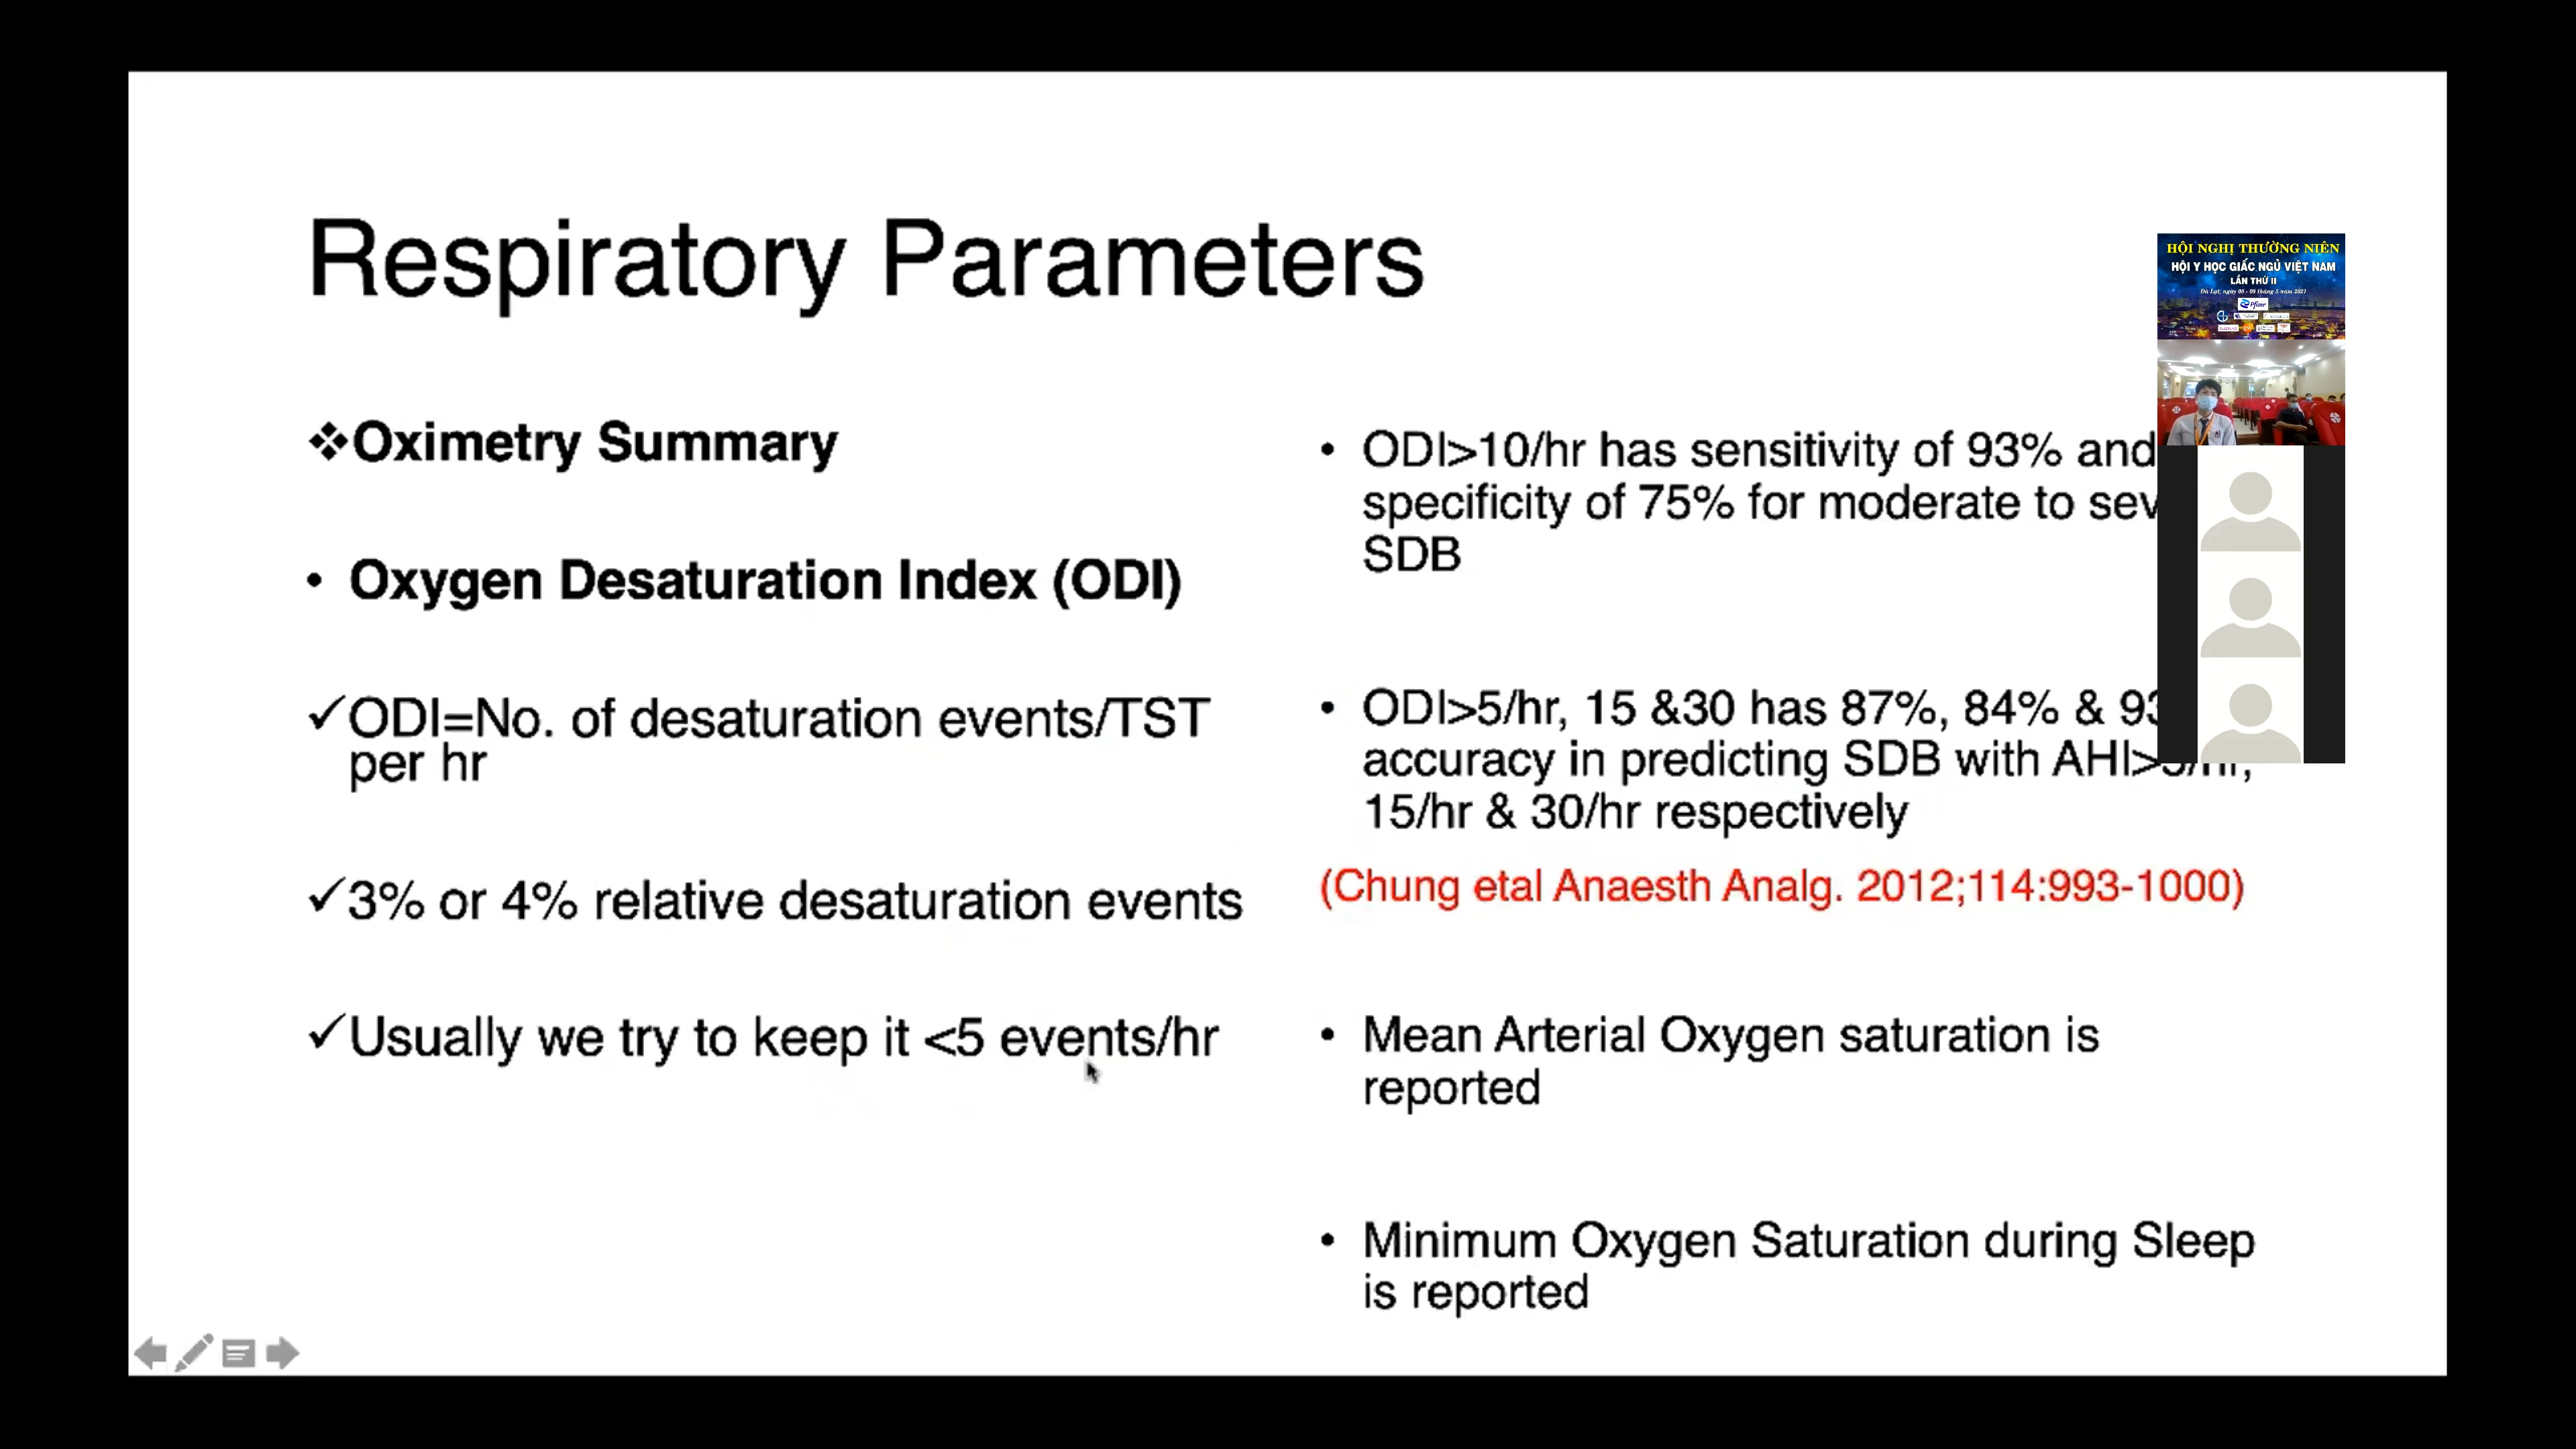 Respiratory Parameters
❖Oximetry Summary
• Oxygen Desaturation Index (ODI)
✓ODI=No. of desaturation events/TST
per hr
✓3% or 4% relative desaturation events
✓Usually we try to keep it <5 events/hr
• ODI>10/hr has sensitivity of 93% and
specificity of 75% for moderate to
SDB
• ODI>5/hr, 15 &30 has 87%, 84% &
accuracy in predicting SDB with
15/hr & 30/hr respectively
(Chung etal Anaesth Analg. 2012;114:993-1000)
• Mean Arterial Oxygen saturation is
reported
• Minimum Oxygen Saturation during Sleep
is reported
HỘI NGHỊ THƯỜNG NIÊN
HỘI Y HỌC GIẤC NGỦ VIỆT NAM
LẦN THỨ II
Pfizer